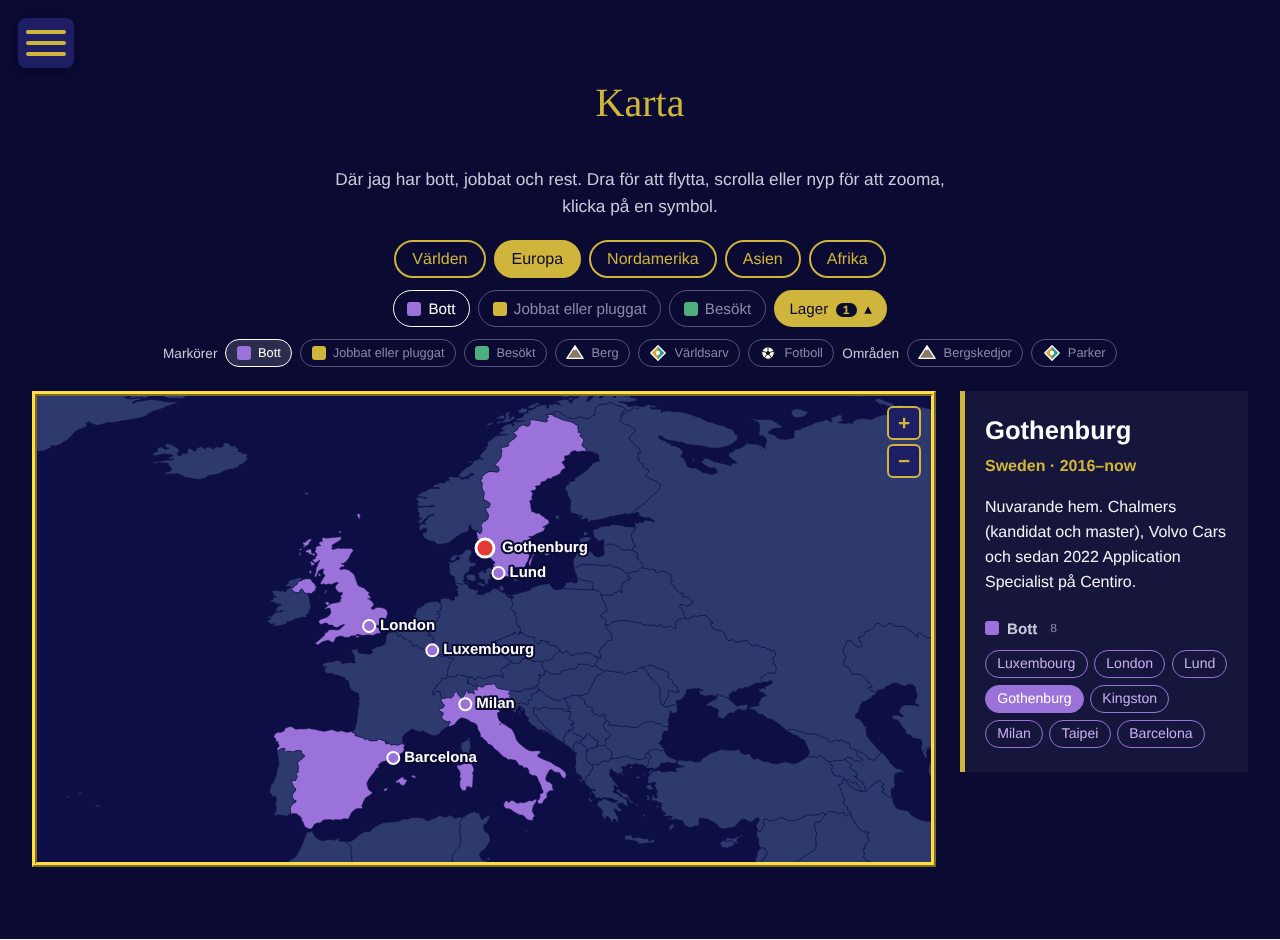 Karta
Där jag har bott, jobbat och rest. Dra för att flytta, scrolla eller nyp för att zooma,
klicka på en symbol.
Världen Europa Nordamerika Asien Afrika
Bott Jobbat eller pluggat Besökt Lager 1 ▲
Markörer Bott Jobbat eller pluggat Besökt Berg Världsarv Fotboll Områden Bergskedjor Parker
+
−
Gothenburg
Lund
London
Luxembourg
Milan
Barcelona
Gothenburg
Sweden · 2016–now
Nuvarande hem. Chalmers
(kandidat och master), Volvo Cars
och sedan 2022 Application
Specialist på Centiro.
Bott 8
Luxembourg London Lund
Gothenburg Kingston
Milan Taipei Barcelona